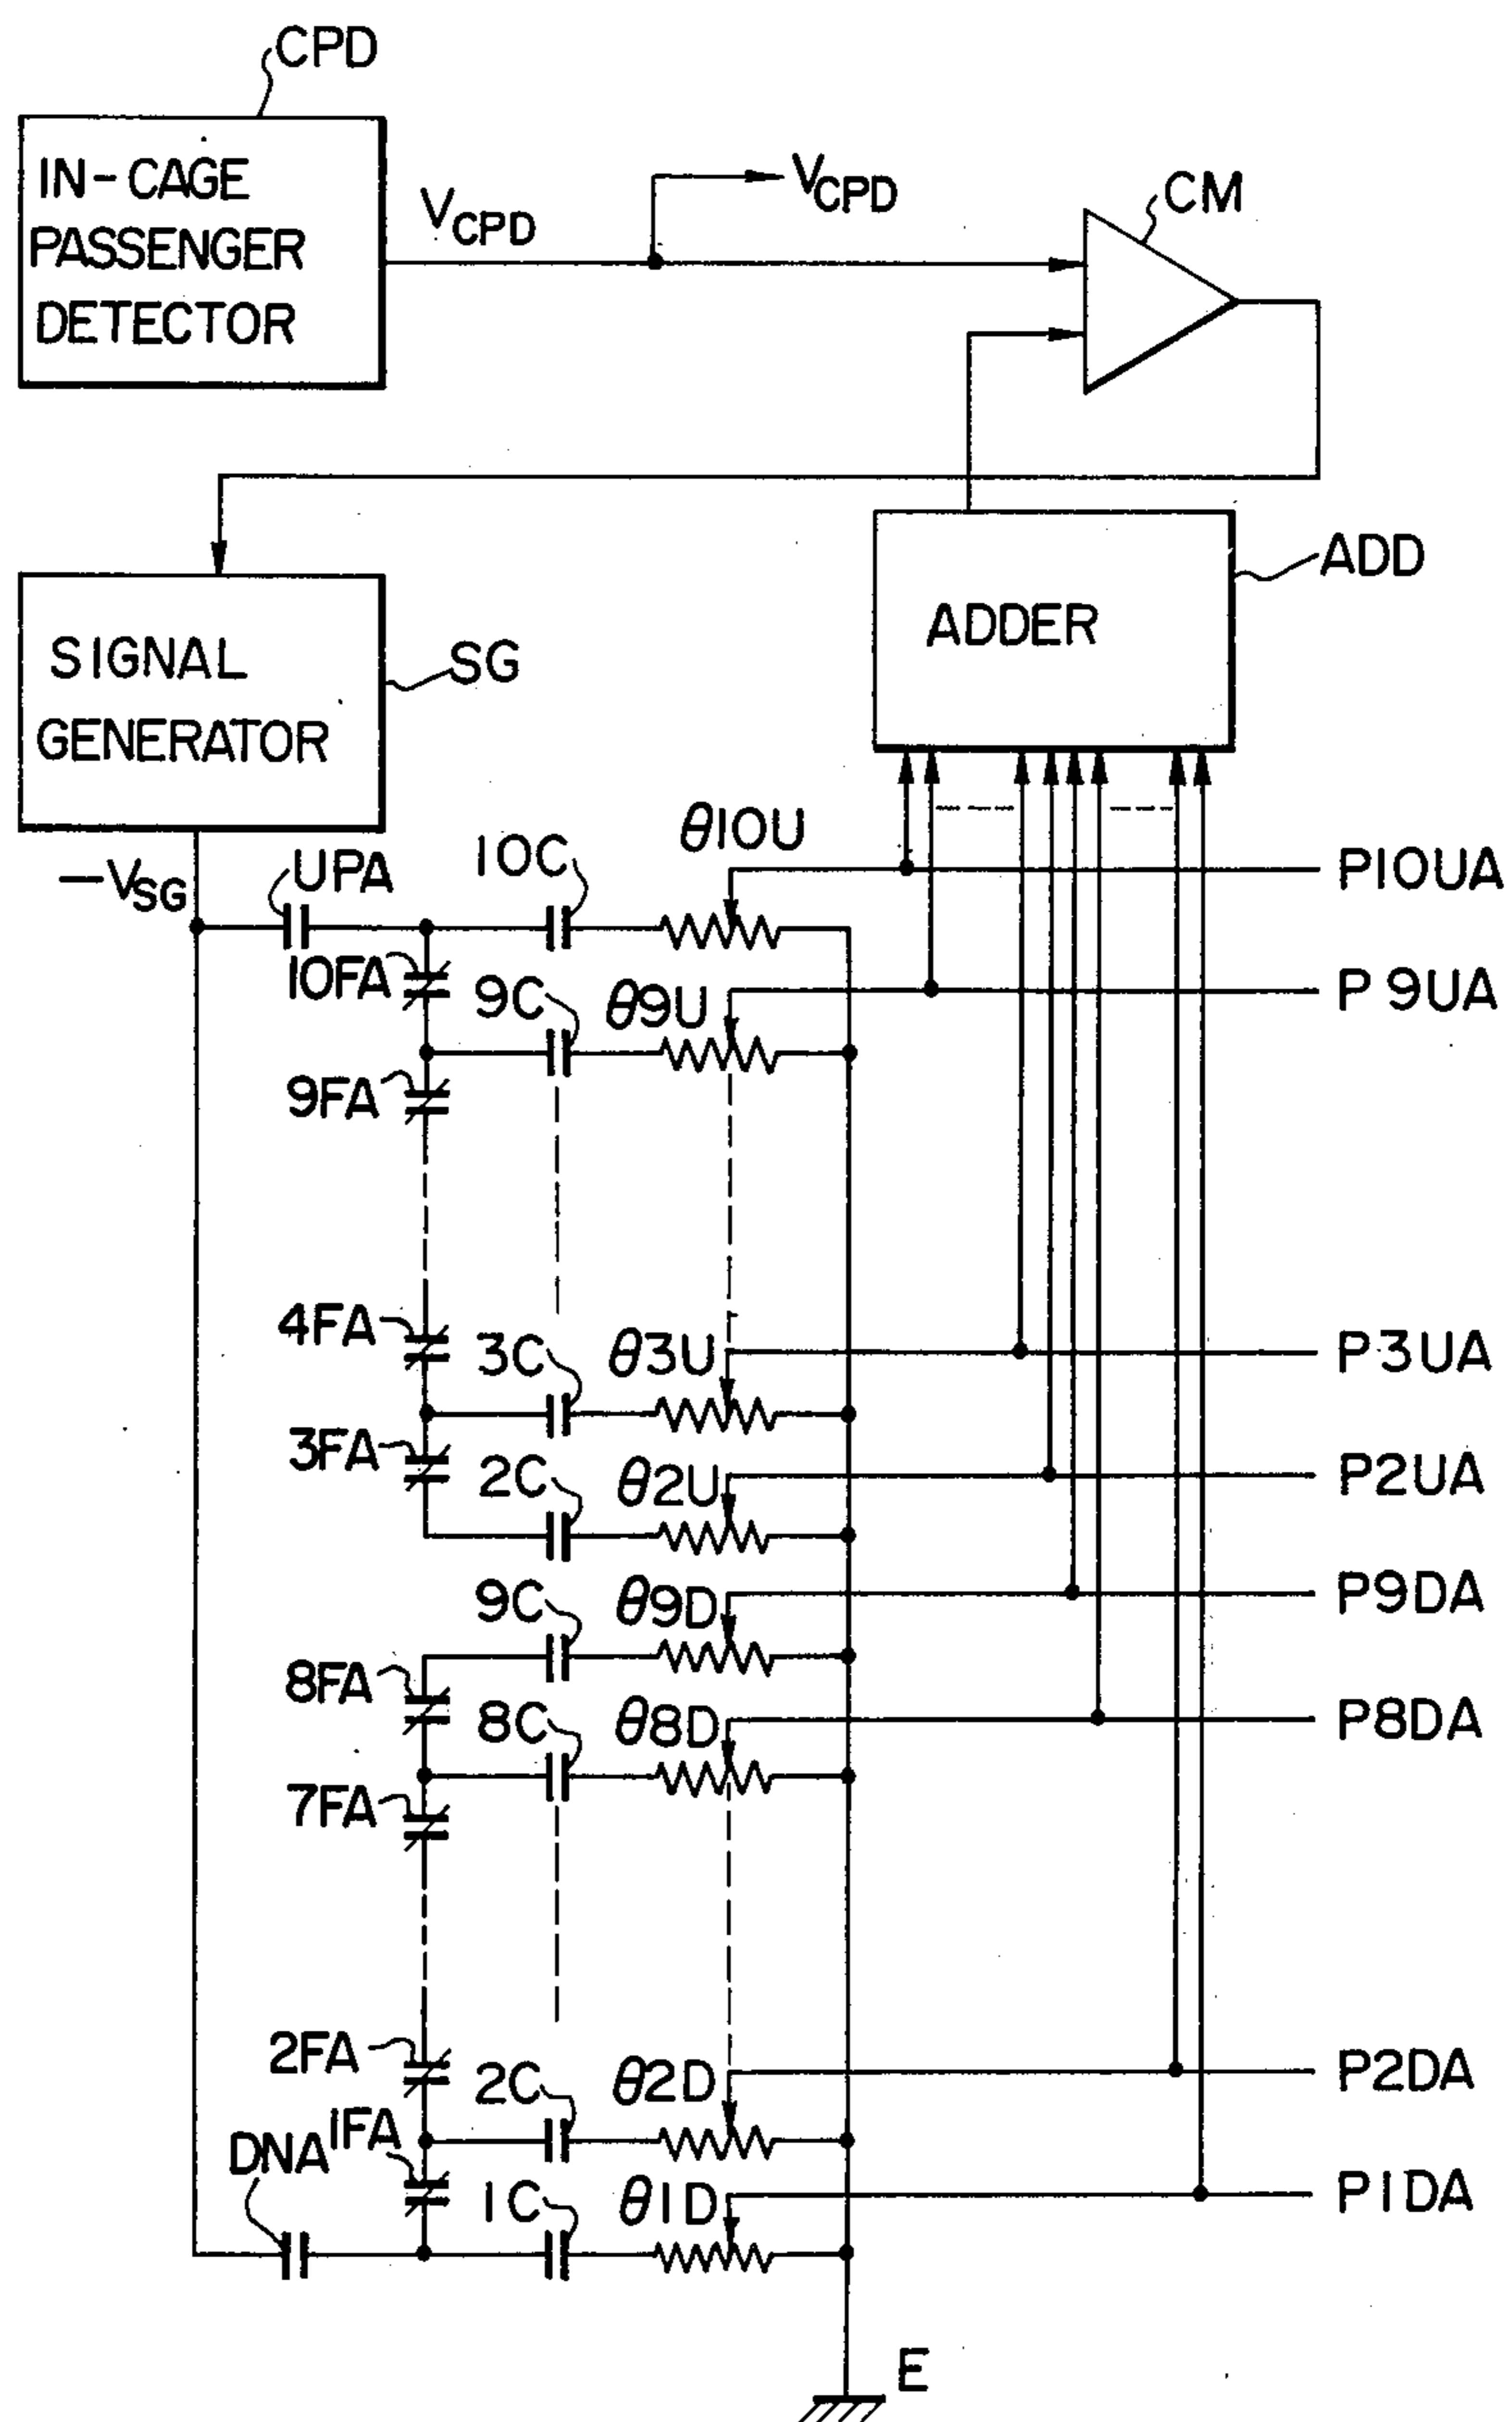 CPD
IN-CAGE
PASSENGER
DETECTOR
VCPD
VCPD
CM
ADD
ADDER
SIGNAL
GENERATOR
SG
-VSG
UPA
10C
θ10U
P10UA
10FA
9C
θ9U
P 9UA
9FA
4FA
3C
θ3U
P3UA
3FA
2C
θ2U
P2UA
9C
θ9D
P9DA
8FA
8C
θ8D
P8DA
7FA
2FA
2C
θ2D
P2DA
DNA
1FA
1C
θ1D
P1DA
E